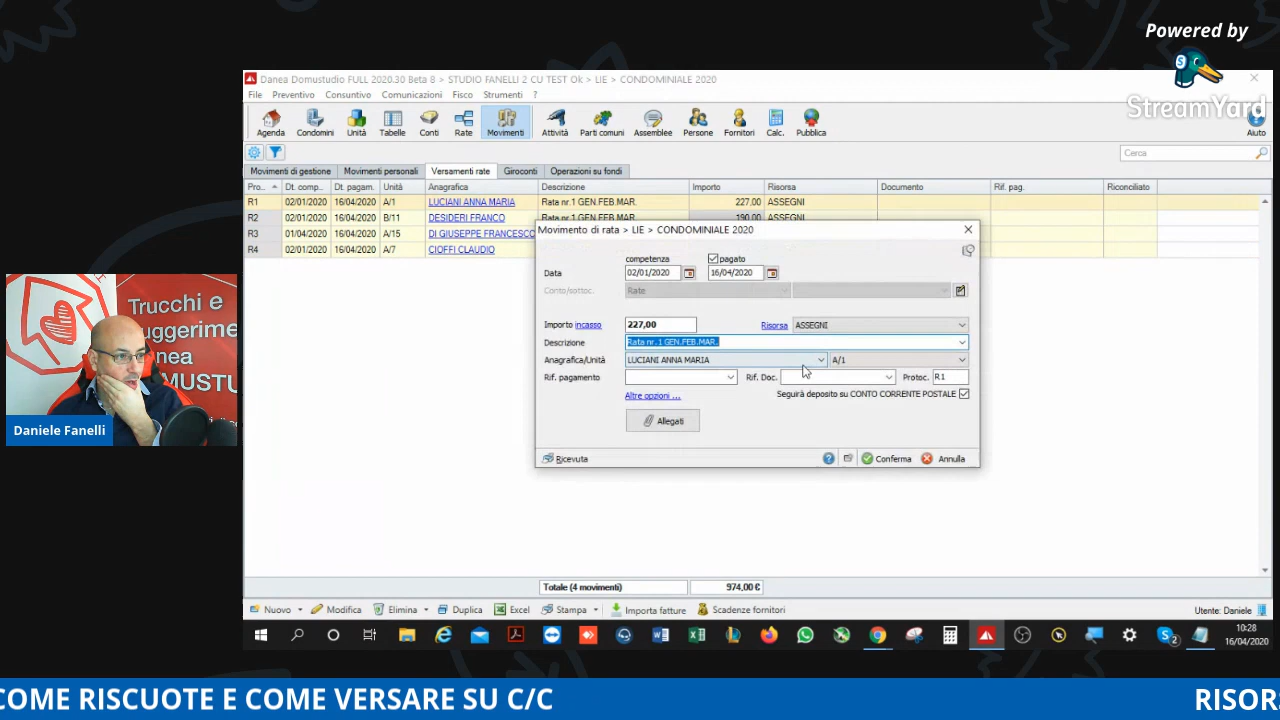 Powered by
StreamYard
Danea Domustudio FULL 2020.30 Beta 8 > STUDIO FANELLI 2 CU TEST Ok > LIE > CONDOMINIALE 2020
File Preventivo Consuntivo Comunicazioni Fisco Strumenti ?
Agenda Condomini Unità Tabelle Conti Rate Movimenti Attività Parti comuni Assemblee Persone Fornitori Calc. Pubblica Aiuto
Cerca
Movimenti di gestione Movimenti personali Versamenti rate Giroconti Operazioni su fondi
Pro... Dt. comp... Dt. pagam. Unità Anagrafica Descrizione Importo Risorsa Documento Rif. pag. Riconciliato
R1 02/01/2020 16/04/2020 A/1 LUCIANI ANNA MARIA Rata nr.1 GEN.FEB.MAR. 227,00 ASSEGNI
R2 02/01/2020 16/04/2020 B/11 DESIDERI FRANCO Rata nr.1 GEN.FEB.MAR. 190,00 ASSEGNI
R3 01/04/2020 16/04/2020 A/15 DI GIUSEPPE FRANCESCO
R4 02/01/2020 16/04/2020 A/7 CIOFFI CLAUDIO
Movimento di rata > LIE > CONDOMINIALE 2020
competenza pagato
Data 02/01/2020 16/04/2020
Conto/sottoc. Rate
Importo incasso 227,00 Risorsa ASSEGNI
Descrizione Rata nr.1 GEN.FEB.MAR.
Anagrafica/Unità LUCIANI ANNA MARIA A/1
Rif. pagamento Rif. Doc. Protoc. R1
Altre opzioni ... Seguirà deposito su CONTO CORRENTE POSTALE
Allegati
Ricevuta ? Conferma Annulla
Totale (4 movimenti) 974,00 €
Nuovo Modifica Elimina Duplica Excel Stampa Importa fatture Scadenze fornitori Utente: Daniele
10:28
16/04/2020
Trucchi e
uggerime
anea
MUSTU
Daniele Fanelli
COME RISCUOTE E COME VERSARE SU C/C RISOR